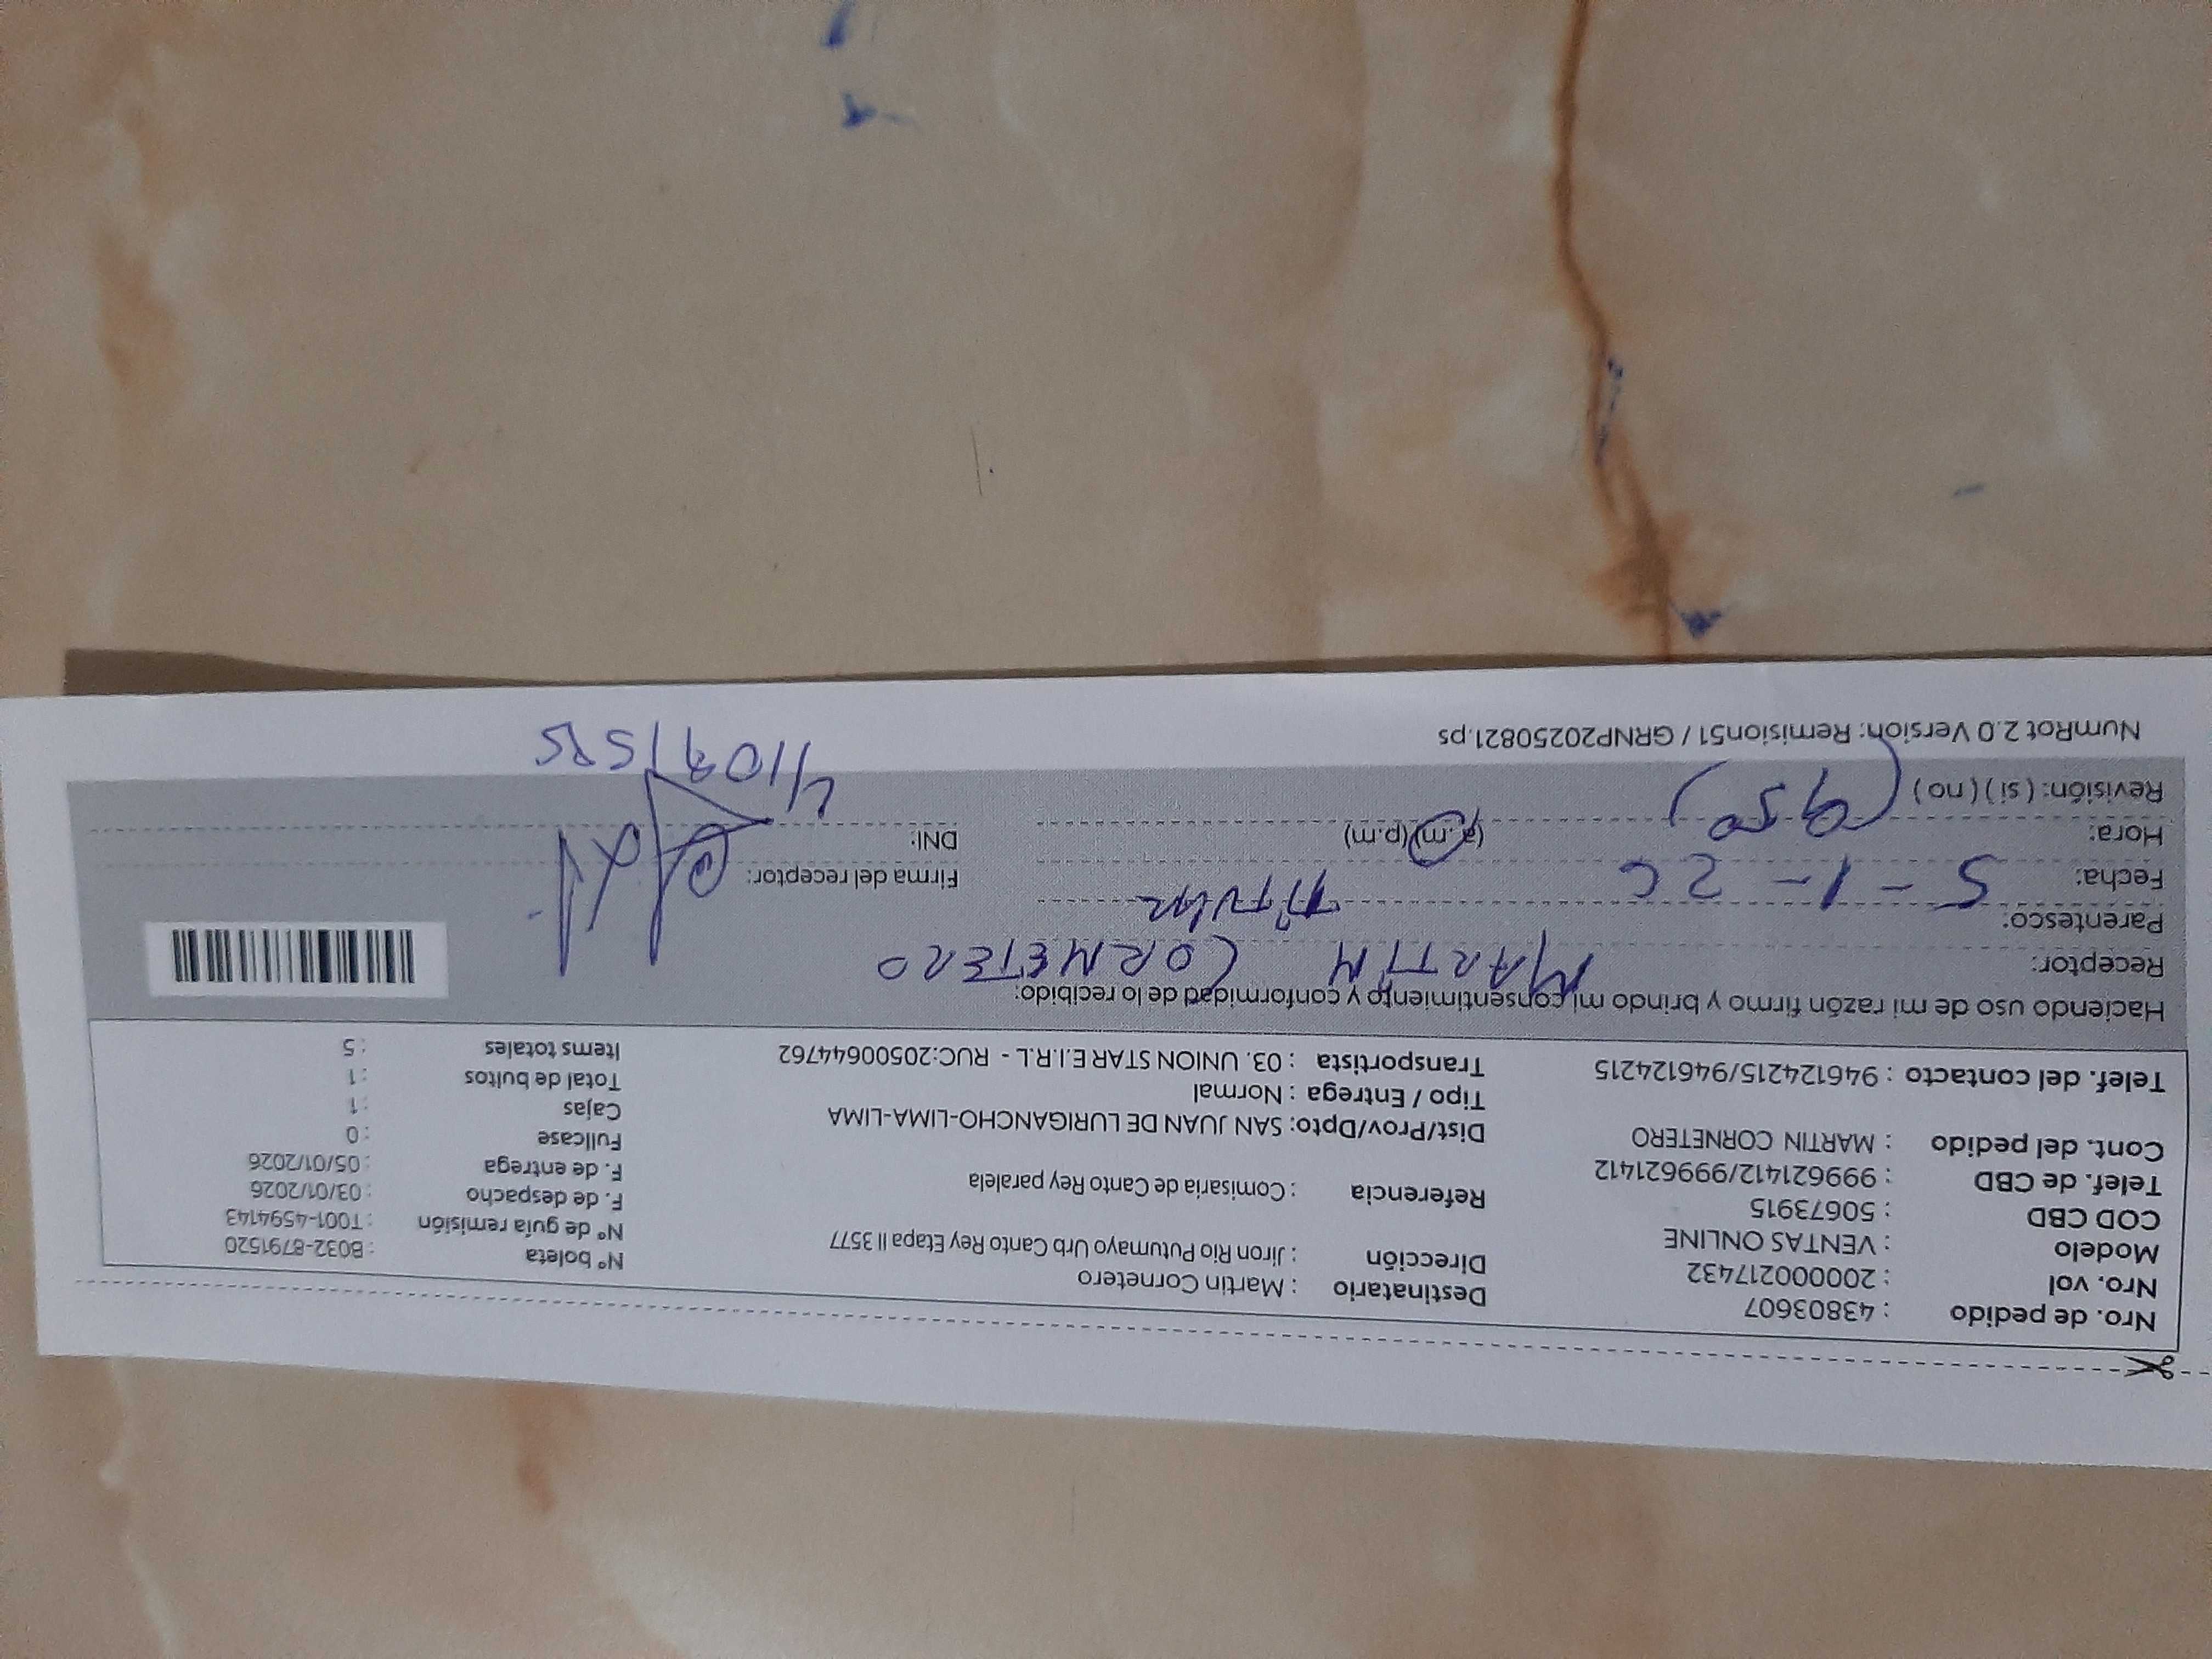 Nro. de pedido : 43803607
Nro. vol : 20000217432
Modelo : VENTAS ONLINE
COD CBD : 50673915
Telef. de CBD : 999621412/999621412
Cont. del pedido : MARTIN CORNETERO
Telef. del contacto : 946124215/946124215
Destinatario : Martin Cornetero
Dirección : Jiron Rio Putumayo Urb Canto Rey Etapa II 3577
Referencia : Comisaria de Canto Rey paralela
Dist/Prov/Dpto: SAN JUAN DE LURIGANCHO-LIMA-LIMA
Tipo / Entrega : Normal
Transportista : 03. UNION STAR E.I.R.L - RUC:20500644762
Nº boleta : B032-8791520
Nº de guía remisión : T001-4594143
F. de despacho : 03/01/2026
F. de entrega : 05/01/2026
Fullcase : 0
Cajas : 1
Total de bultos : 1
Items totales : 5
Haciendo uso de mi razón firmo y brindo mi consentimiento y conformidad de lo recibido:
Receptor: MARTIN CORNETERO
Parentesco: TITULAR
Fecha: 5-1-26
Hora: 9 50 (a.m) (p.m)
Revisión: ( si ) ( no )
Firma del receptor:
DNI:
NumRot 2.0 Versión: Remision51 / GRNP20250821.ps